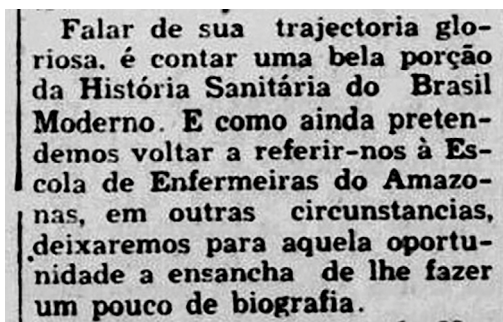 Falar de sua trajectoria glo-
riosa. é contar uma bela porção
da História Sanitária do Brasil
Moderno. E como ainda preten-
demos voltar a referir-nos à Es-
cola de Enfermeiras do Amazo-
nas, em outras circunstancias,
deixaremos para aquela oportu-
nidade a ensancha de lhe fazer
um pouco de biografia.